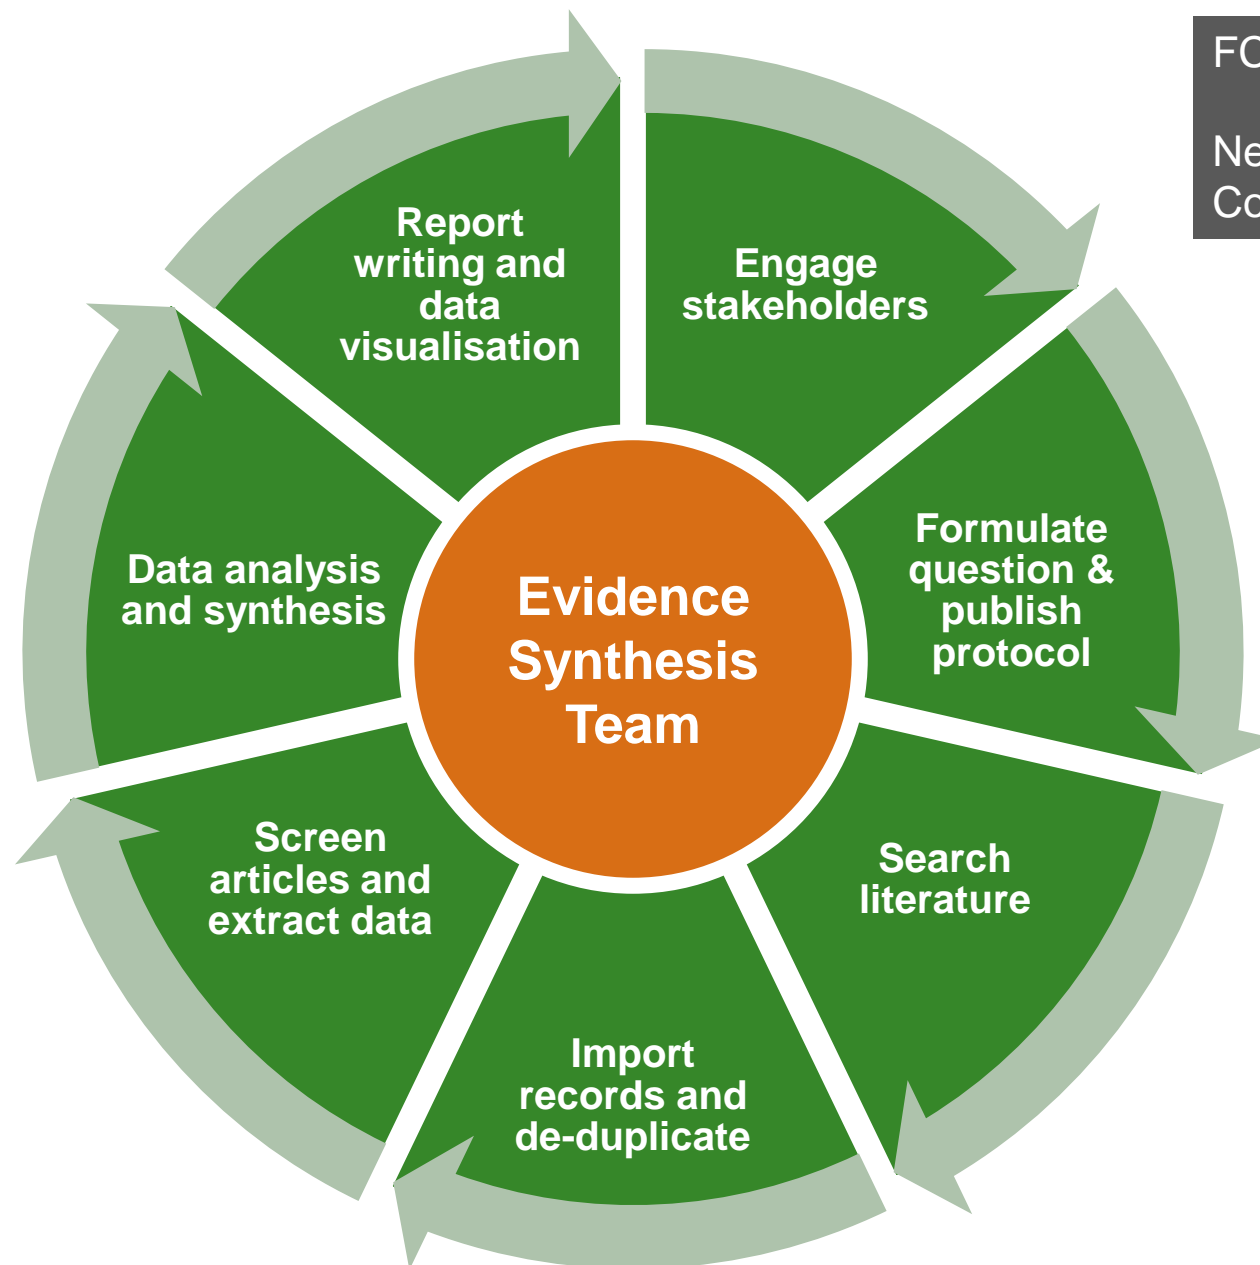 Report
writing and
data
visualisation
Engage
stakeholders
Formulate
question &
publish
protocol
Data analysis
and synthesis
Evidence
Synthesis
Team
Screen
articles and
extract data
Search
literature
Import
records and
de-duplicate